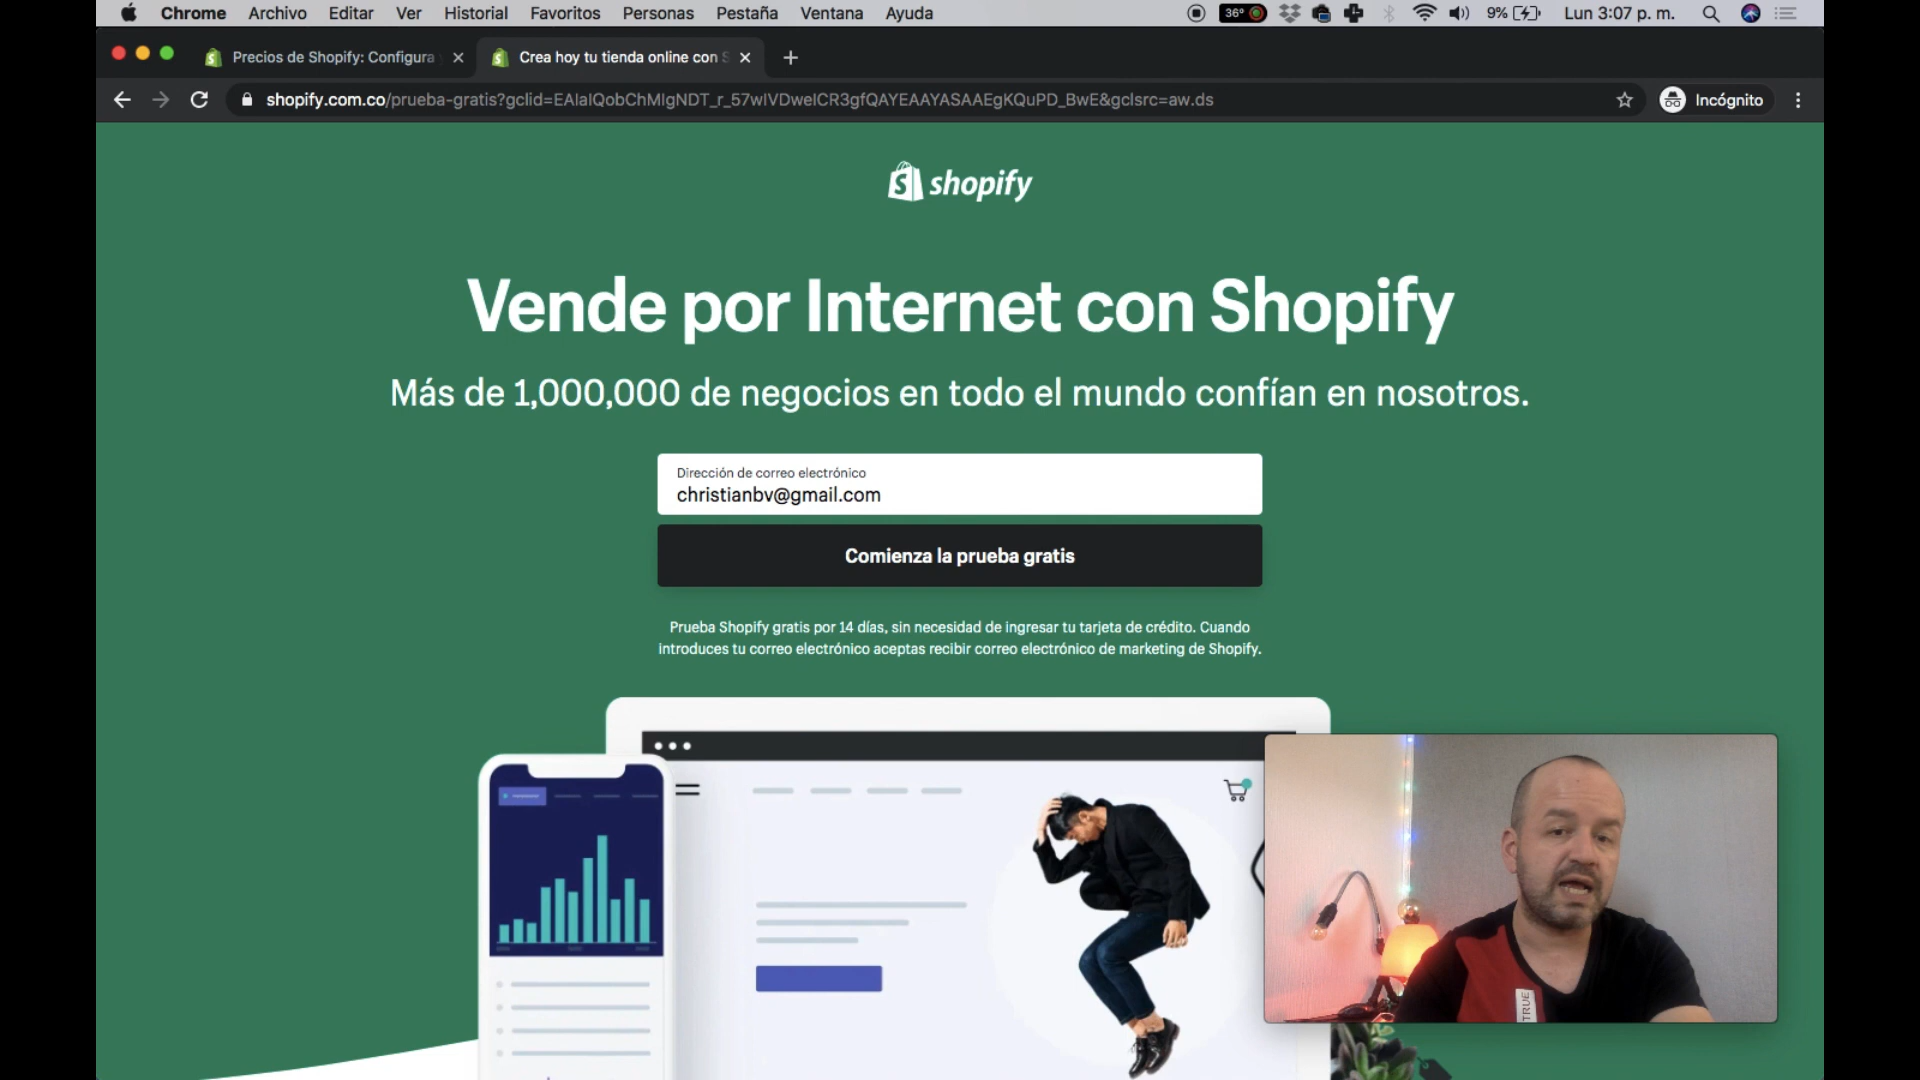 Chrome Archivo Editar Ver Historial Favoritos Personas Pestaña Ventana Ayuda 36° 9% Lun 3:07 p. m.
Precios de Shopify: Configura Crea hoy tu tienda online con S
shopify.com.co/prueba-gratis?gclid=EAIaIQobChMIgNDT_r_57wIVDweICR3gfQAYEAAYASAAEgKQuPD_BwE&gclsrc=aw.ds Incógnito
shopify
Vende por Internet con Shopify
Más de 1,000,000 de negocios en todo el mundo confían en nosotros.
Dirección de correo electrónico
christianbv@gmail.com
Comienza la prueba gratis
Prueba Shopify gratis por 14 días, sin necesidad de ingresar tu tarjeta de crédito. Cuando
introduces tu correo electrónico aceptas recibir correo electrónico de marketing de Shopify.
TRUE